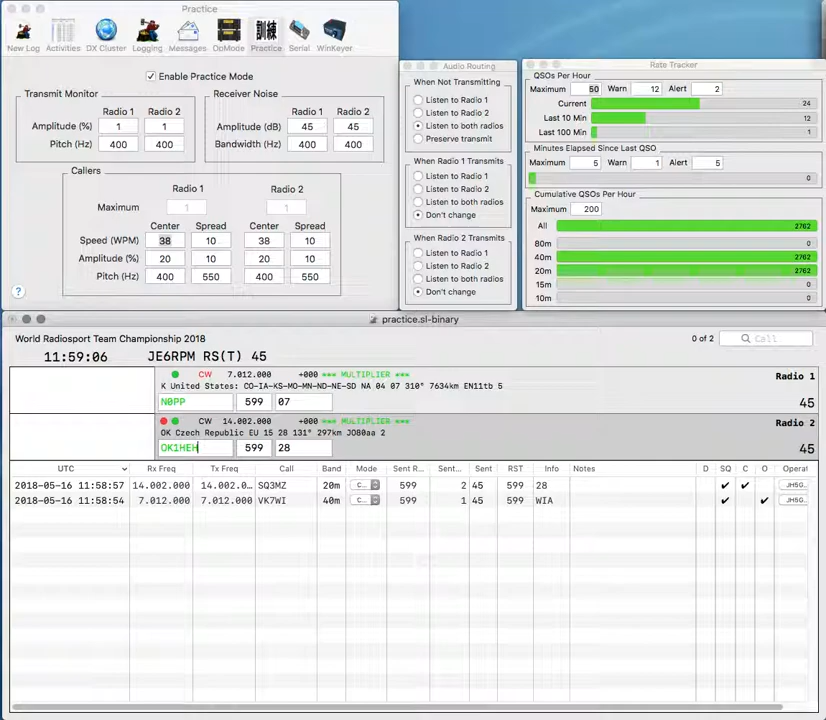 Practice
New Log Activities DX Cluster Logging Messages OpMode Practice Serial WinKeyer
訓練
Enable Practice Mode
Transmit Monitor
Receiver Noise
Radio 1 Radio 2
Radio 1 Radio 2
Amplitude (%) 1 1
Amplitude (dB) 45 45
Pitch (Hz) 400 400
Bandwidth (Hz) 400 400
Callers
Radio 1 Radio 2
Maximum 1 1
Center Spread Center Spread
Speed (WPM) 38 10 38 10
Amplitude (%) 20 10 20 10
Pitch (Hz) 400 550 400 550
?
Audio Routing
When Not Transmitting
Listen to Radio 1
Listen to Radio 2
Listen to both radios
Preserve transmit
When Radio 1 Transmits
Listen to Radio 1
Listen to Radio 2
Listen to both radios
Don't change
When Radio 2 Transmits
Listen to Radio 1
Listen to Radio 2
Listen to both radios
Don't change
Rate Tracker
QSOs Per Hour
Maximum 50 Warn 12 Alert 2
Current 24
Last 10 Min 12
Last 100 Min 1
Minutes Elapsed Since Last QSO
Maximum 5 Warn 1 Alert 5
0
Cumulative QSOs Per Hour
Maximum 200
All 2762
80m 0
40m 2762
20m 2762
15m 0
10m 0
practice.sl-binary
World Radiosport Team Championship 2018
0 of 2 Call
11:59:06 JE6RPM RS(T) 45
CW 7.012.000 +000 *** MULTIPLIER ***
Radio 1
K United States: CO-IA-KS-MO-MN-ND-NE-SD NA 04 07 310° 7634km EN11tb 5
N0PP 599 07
45
CW 14.002.000 +000 *** MULTIPLIER ***
Radio 2
OK Czech Republic EU 15 28 131° 297km JO80aa 2
OK1HEH 599 28
45
UTC Rx Freq Tx Freq Call Band Mode Sent R... Sent... Sent RST Info Notes D SQ C O Operat
2018-05-16 11:58:57 14.002.000 14.002.0... SQ3MZ 20m C... 599 2 45 599 28 ✔ ✔ JH5G...
2018-05-16 11:58:54 7.012.000 7.012.000 VK7WI 40m C... 599 1 45 599 WIA ✔ ✔ JH5G...